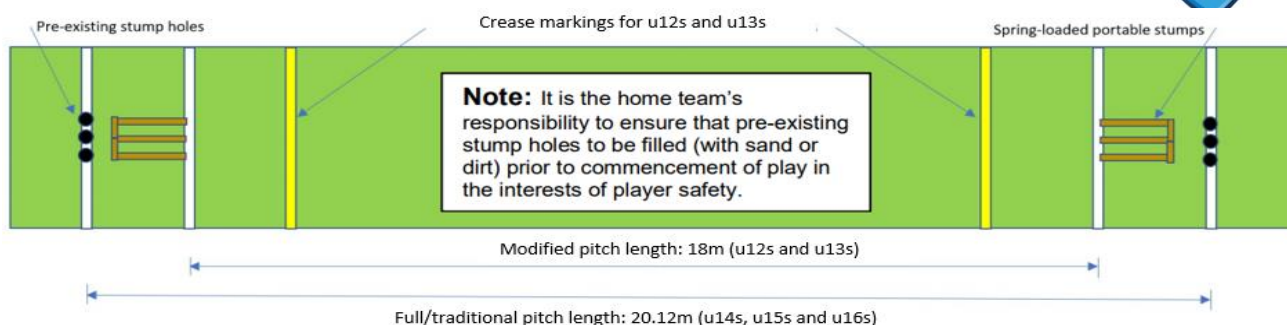 Pre-existing stump holes
Crease markings for u12s and u13s
Spring-loaded portable stumps
Note: It is the home team's
responsibility to ensure that pre-existing
stump holes to be filled (with sand or
dirt) prior to commencement of play in
the interests of player safety.
Modified pitch length: 18m (u12s and u13s)
Full/traditional pitch length: 20.12m (u14s, u15s and u16s)